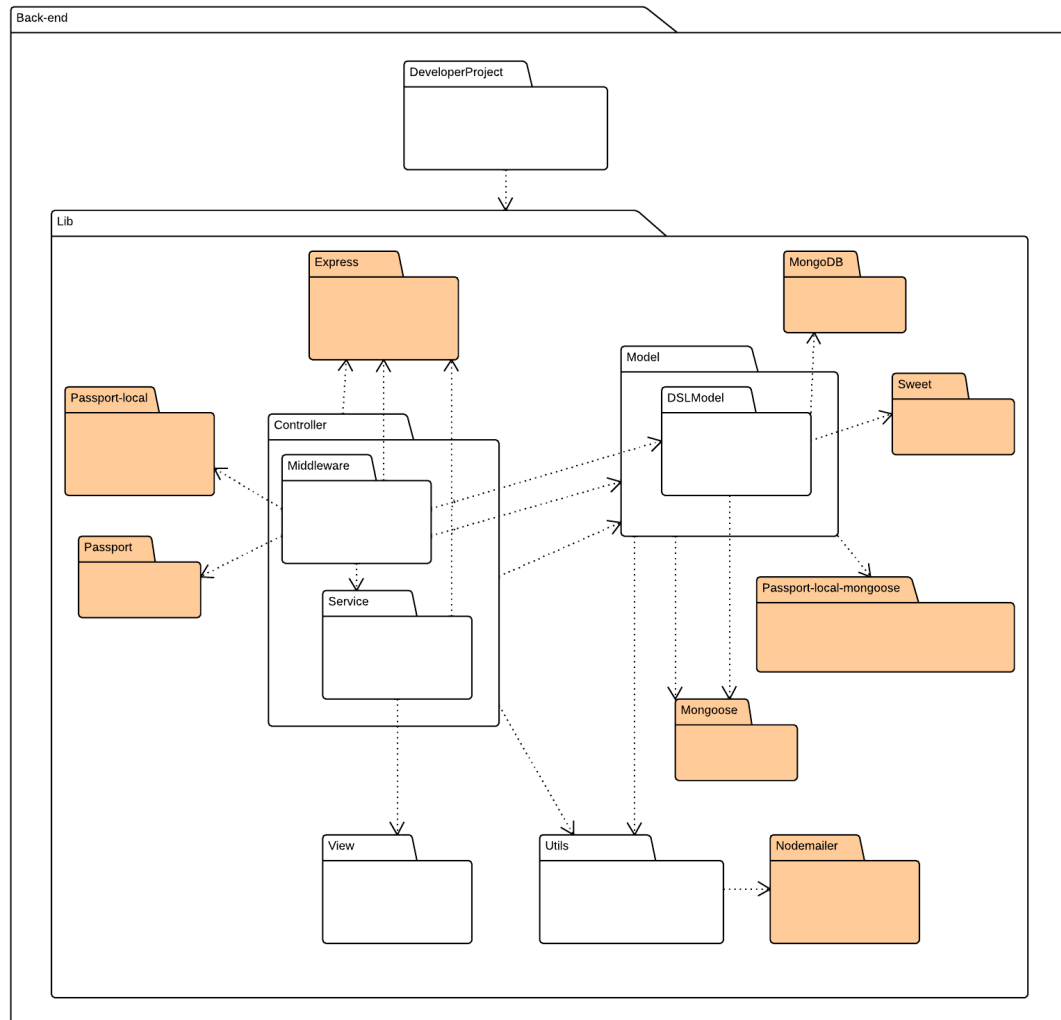 Back-end
DeveloperProject
Lib
Express
MongoDB
Model
Passport-local
Sweet
DSLModel
Controller
Middleware
Passport
Service
Passport-local-mongoose
Mongoose
View
Utils
Nodemailer